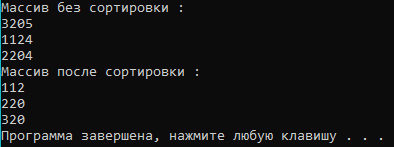 Массив без сортировки :
3205
1124
2204
Массив после сортировки :
112
220
320
Программа завершена, нажмите любую клавишу . . .